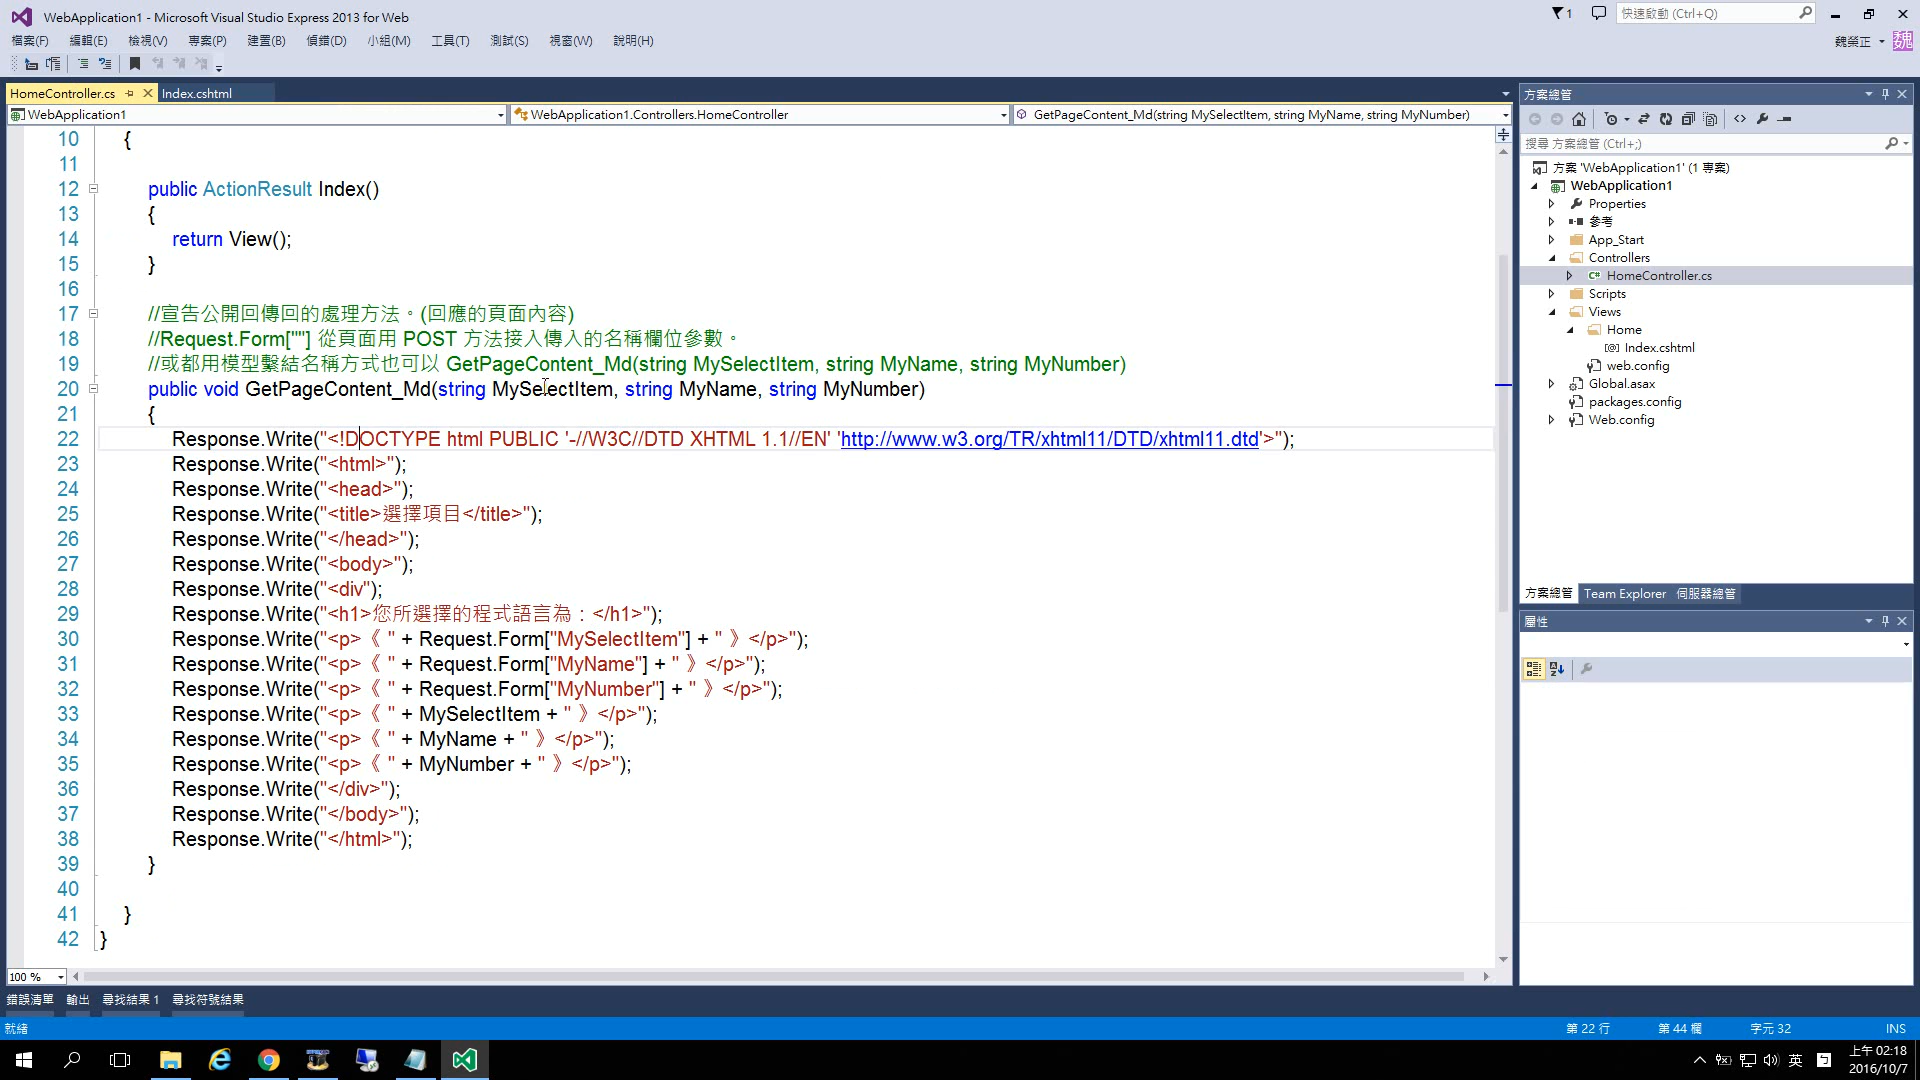 WebApplication1 - Microsoft Visual Studio Express 2013 for Web
1
快速啟動 (Ctrl+Q)
檔案(F) 編輯(E) 檢視(V) 專案(P) 建置(B) 偵錯(D) 小組(M) 工具(T) 測試(S) 視窗(W) 說明(H)
魏榮正 魏
HomeController.cs Index.cshtml
WebApplication1 WebApplication1.Controllers.HomeController GetPageContent_Md(string MySelectItem, string MyName, string MyNumber)
10 {
11
12 public ActionResult Index()
13 {
14 return View();
15 }
16
17 //宣告公開回傳回的處理方法。(回應的頁面內容)
18 //Request.Form[""] 從頁面用 POST 方法接入傳入的名稱欄位參數。
19 //或都用模型繫結名稱方式也可以 GetPageContent_Md(string MySelectItem, string MyName, string MyNumber)
20 public void GetPageContent_Md(string MySelectItem, string MyName, string MyNumber)
21 {
22 Response.Write("<!DOCTYPE html PUBLIC '-//W3C//DTD XHTML 1.1//EN' 'http://www.w3.org/TR/xhtml11/DTD/xhtml11.dtd'>");
23 Response.Write("<html>");
24 Response.Write("<head>");
25 Response.Write("<title>選擇項目</title>");
26 Response.Write("</head>");
27 Response.Write("<body>");
28 Response.Write("<div");
29 Response.Write("<h1>您所選擇的程式語言為：</h1>");
30 Response.Write("<p>《 " + Request.Form["MySelectItem"] + " 》</p>");
31 Response.Write("<p>《 " + Request.Form["MyName"] + " 》</p>");
32 Response.Write("<p>《 " + Request.Form["MyNumber"] + " 》</p>");
33 Response.Write("<p>《 " + MySelectItem + " 》</p>");
34 Response.Write("<p>《 " + MyName + " 》</p>");
35 Response.Write("<p>《 " + MyNumber + " 》</p>");
36 Response.Write("</div>");
37 Response.Write("</body>");
38 Response.Write("</html>");
39 }
40
41 }
42 }
100 %
方案總管
搜尋 方案總管 (Ctrl+;)
方案 'WebApplication1' (1 專案)
WebApplication1
Properties
參考
App_Start
Controllers
C# HomeController.cs
Scripts
Views
Home
[@] Index.cshtml
web.config
Global.asax
packages.config
Web.config
方案總管 Team Explorer 伺服器總管
屬性
錯誤清單 輸出 尋找結果 1 尋找符號結果
就緒 第 22 行 第 44 欄 字元 32 INS
英 上午 02:18
2016/10/7